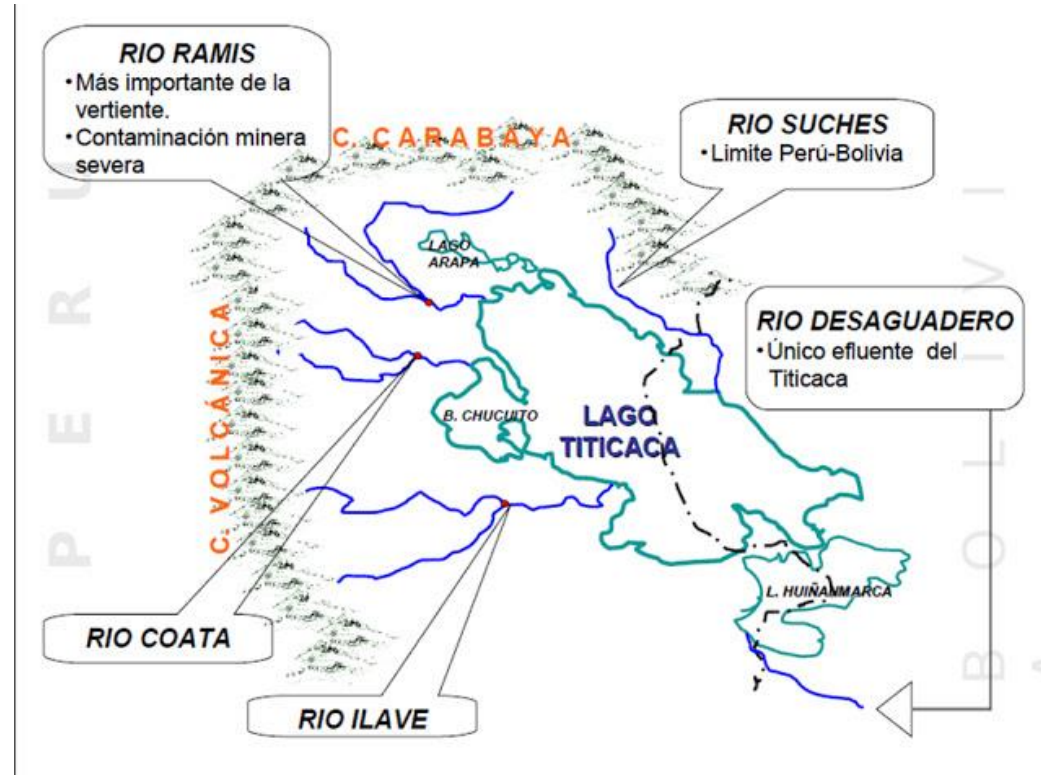 RIO RAMIS
•Más importante de la
vertiente.
•Contaminación minera
severa
C. CARABAYA
RIO SUCHES
•Limite Perú-Bolivia
PERU
LAGO
ARAPA
RIO DESAGUADERO
•Único efluente del
Titicaca
C. VOLCÁNICA
B. CHUCUITO
LAGO
TITICACA
L. HUIÑANMARCA
BOLIVIA
RIO COATA
RIO ILAVE